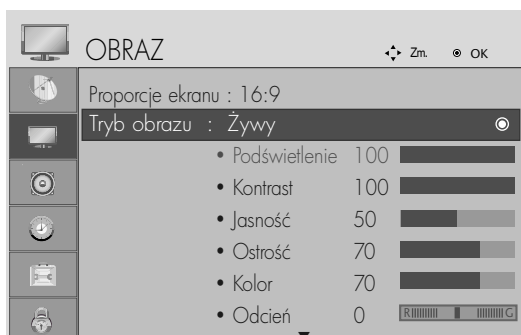 OBRAZ Zm. OK
Proporcje ekranu : 16:9
Tryb obrazu : Żywy
• Podświetlenie 100
• Kontrast 100
• Jasność 50
• Ostrość 70
• Kolor 70
• Odcień 0 R G